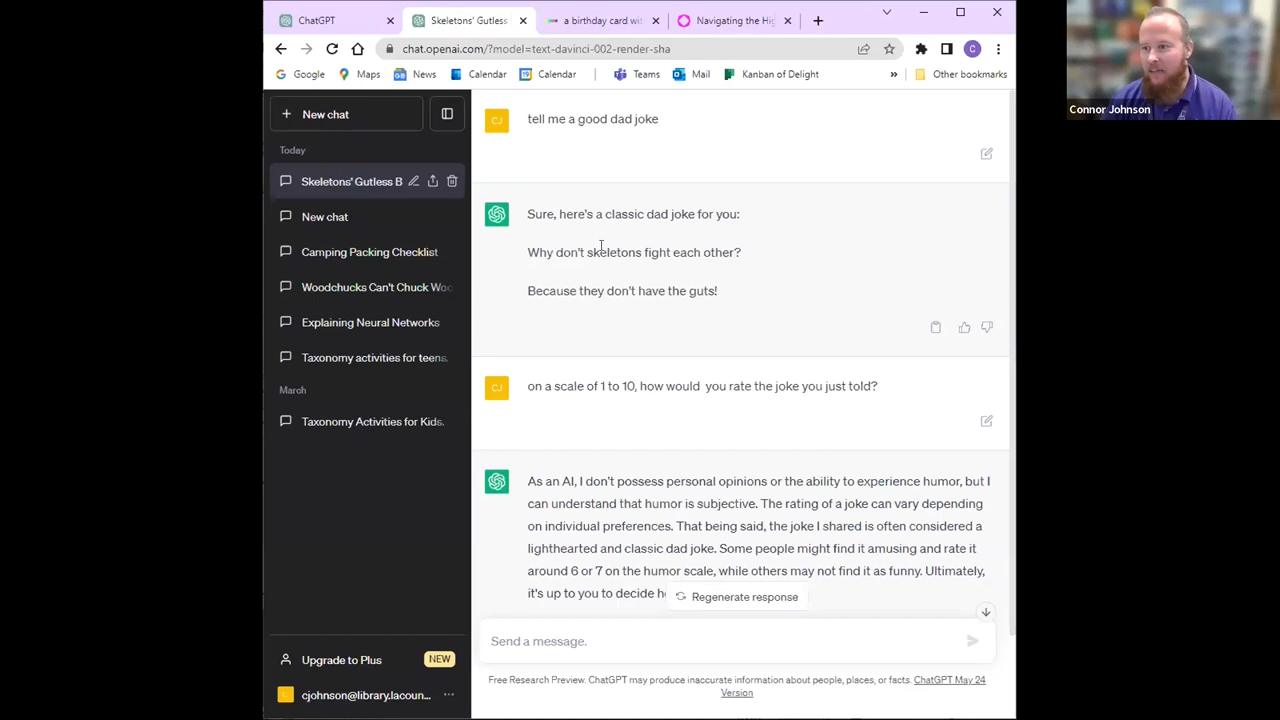 ChatGPT
Skeletons' Gutless
a birthday card wit
Navigating the Hig
chat.openai.com/?model=text-davinci-002-render-sha
C
Google
Maps
News
Calendar
Calendar
Teams
Mail
Kanban of Delight
»
Other bookmarks
Connor Johnson
New chat
Today
Skeletons' Gutless B
New chat
Camping Packing Checklist
Woodchucks Can't Chuck Woo
Explaining Neural Networks
Taxonomy activities for teens.
March
Taxonomy Activities for Kids.
Upgrade to Plus
NEW
cjohnson@library.lacoun...
CJ
tell me a good dad joke
Sure, here's a classic dad joke for you:
Why don't skeletons fight each other?
Because they don't have the guts!
CJ
on a scale of 1 to 10, how would  you rate the joke you just told?
As an AI, I don't possess personal opinions or the ability to experience humor, but I
can understand that humor is subjective. The rating of a joke can vary depending
on individual preferences. That being said, the joke I shared is often considered a
lighthearted and classic dad joke. Some people might find it amusing and rate it
around 6 or 7 on the humor scale, while others may not find it as funny. Ultimately,
it's up to you to decide h
Regenerate response
Send a message.
Free Research Preview. ChatGPT may produce inaccurate information about people, places, or facts. ChatGPT May 24
Version